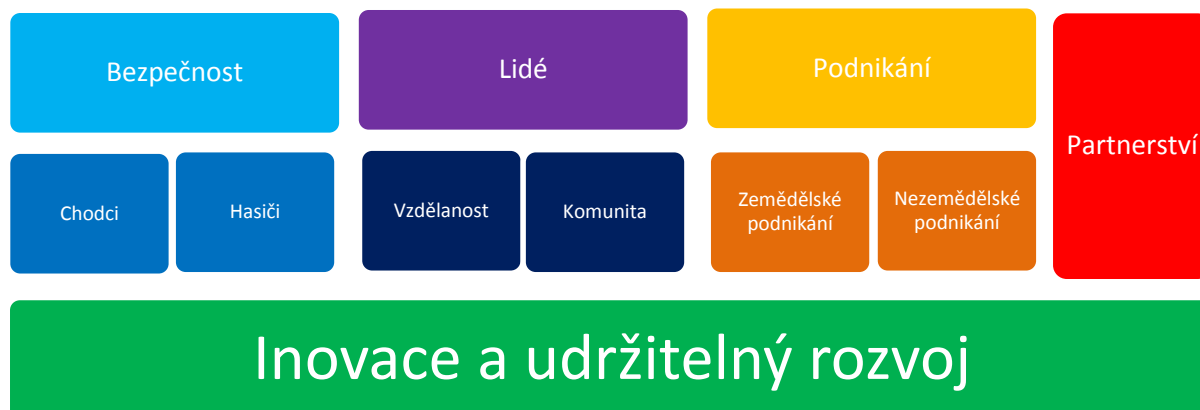 Bezpečnost
Lidé
Podnikání
Partnerství
Chodci
Hasiči
Vzdělanost
Komunita
Zemědělské
podnikání
Nezemědělské
podnikání
Inovace a udržitelný rozvoj